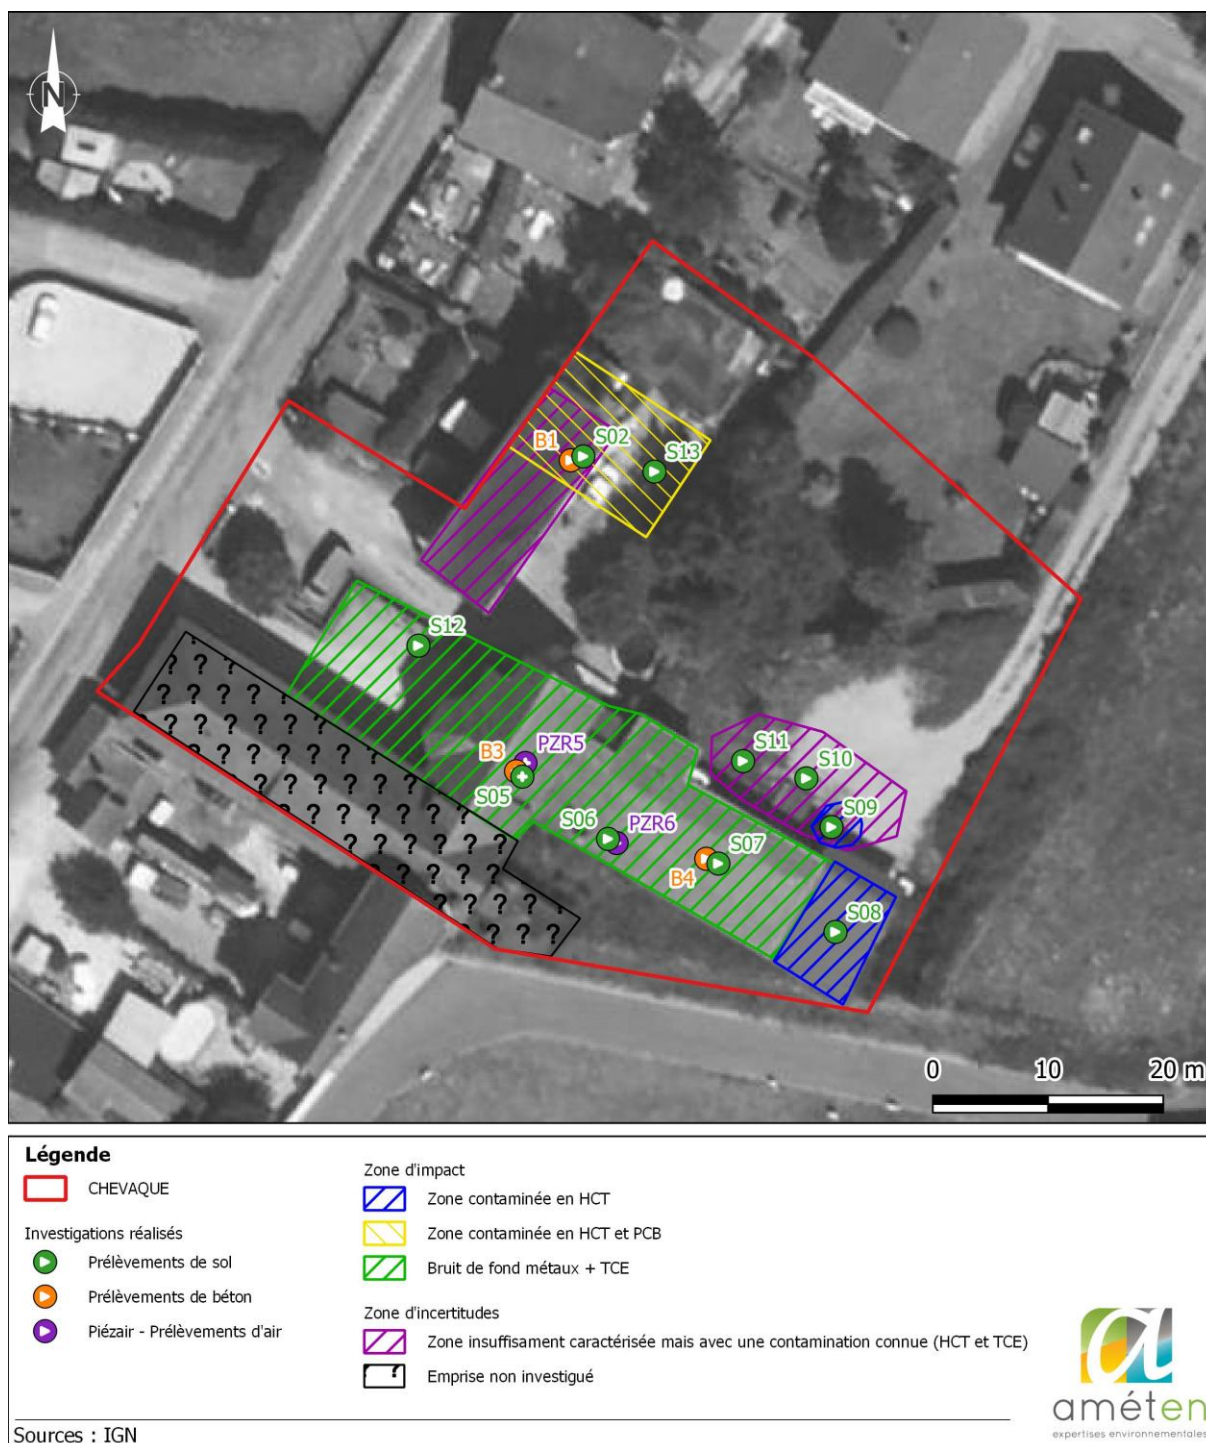 N
B1
S02
S13
S12
B3
PZR5
S05
S06
PZR6
B4
S07
S11
S10
S09
S08
? ? ?
? ? ? ? ?
? ? ? ? ? ?
? ? ? ? ? ?
? ? ? ? ? ?
? ? ? ? ? ?
? ? ? ? ?
? ? ? ?
? ? ? ?
? ? ?
0 10 20 m
Légende
CHEVAQUE
Investigations réalisés
Prélèvements de sol
Prélèvements de béton
Piézair - Prélèvements d'air
Zone d'impact
Zone contaminée en HCT
Zone contaminée en HCT et PCB
Bruit de fond métaux + TCE
Zone d'incertitudes
Zone insuffisament caractérisée mais avec une contamination connue (HCT et TCE)
?
Emprise non investigué
Sources : IGN
a
améten
expertises environnementales